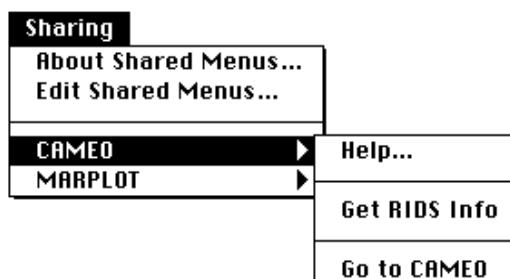 Sharing
About Shared Menus...
Edit Shared Menus...
CAMEO
MARPLOT
Help...
Get RIDS Info
Go to CAMEO